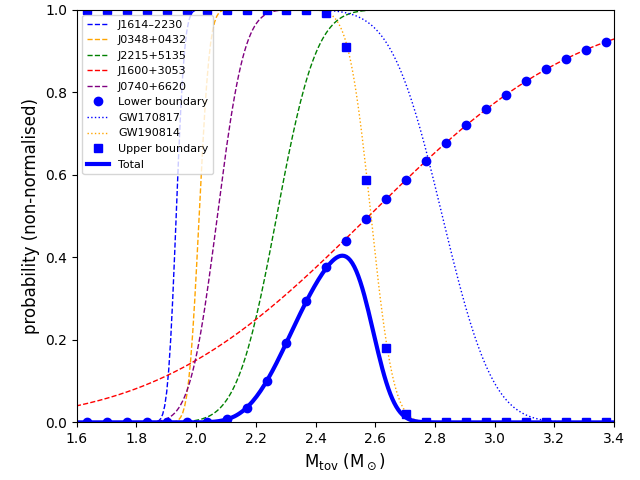 1.0
0.8
0.6
0.4
0.2
0.0
probability (non-normalised)
J1614–2230
J0348+0432
J2215+5135
J1600+3053
J0740+6620
Lower boundary
GW170817
GW190814
Upper boundary
Total
1.6 1.8 2.0 2.2 2.4 2.6 2.8 3.0 3.2 3.4
M_tov (M_⊙)